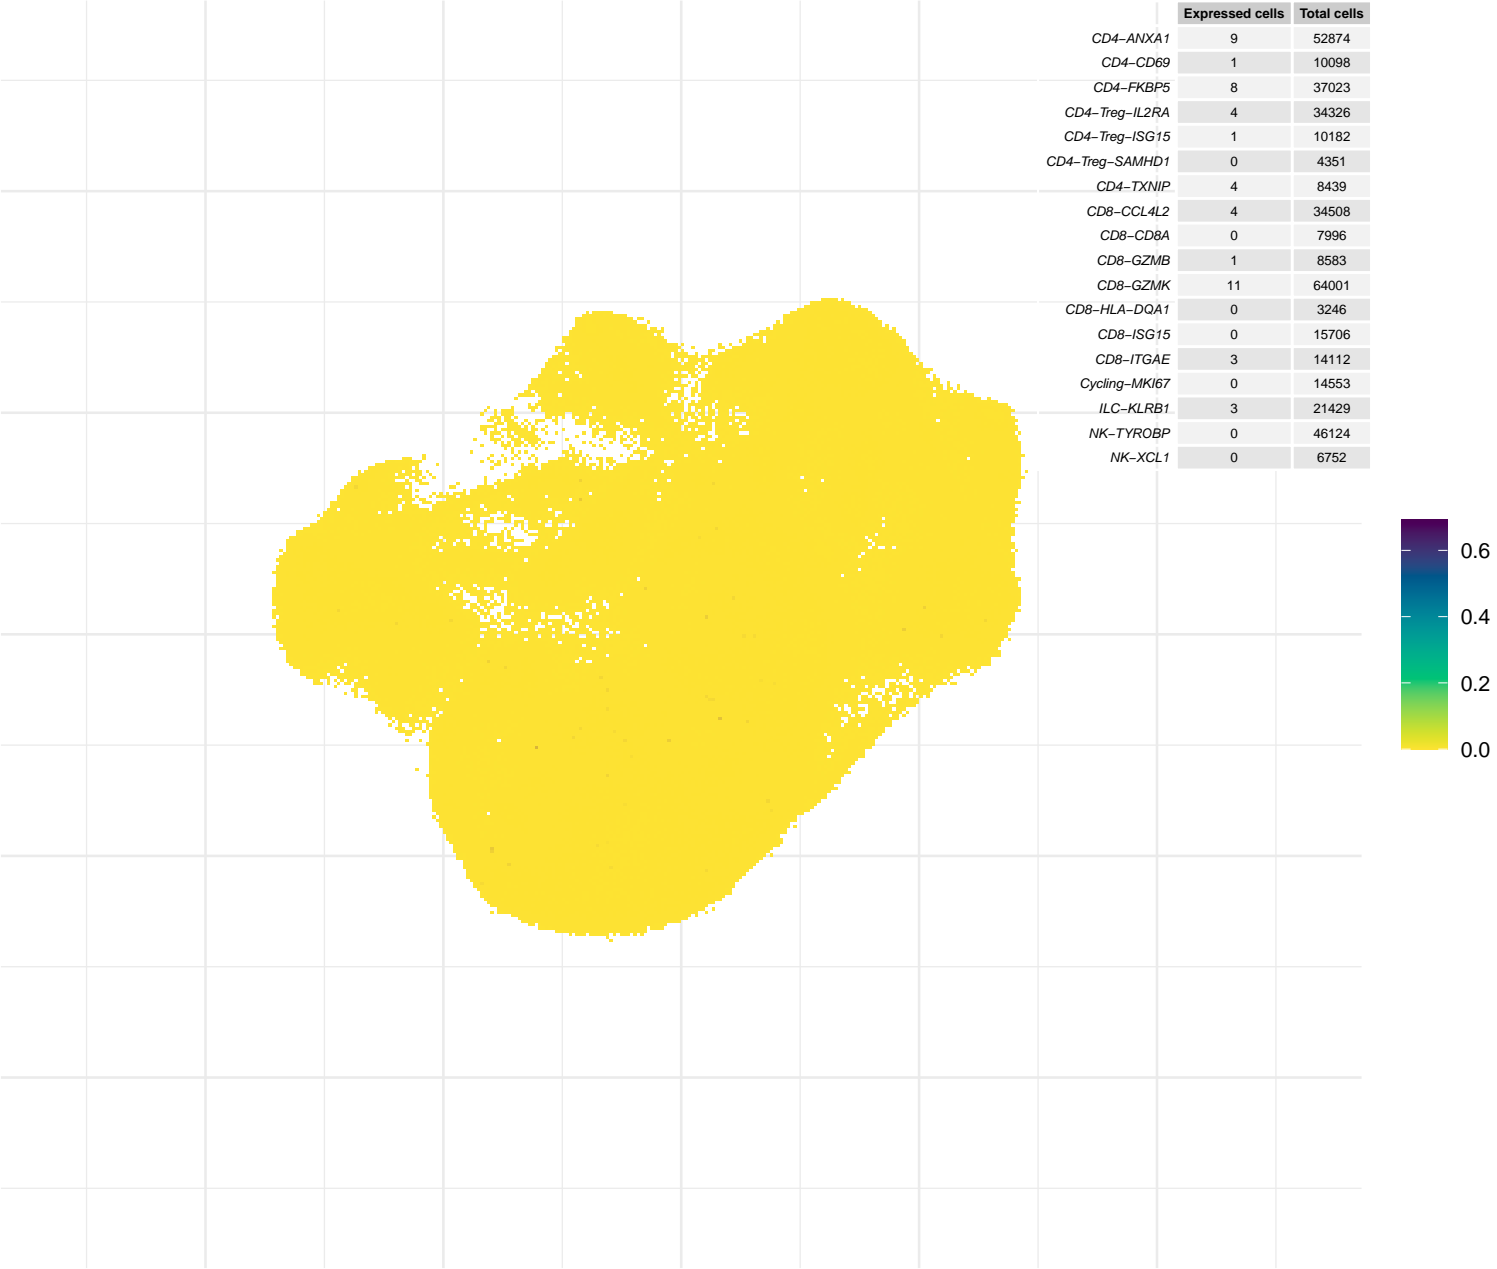 Expressed cells Total cells
CD4−ANXA1 9 52874
CD4−CD69 1 10098
CD4−FKBP5 8 37023
CD4−Treg−IL2RA 4 34326
CD4−Treg−ISG15 1 10182
CD4−Treg−SAMHD1 0 4351
CD4−TXNIP 4 8439
CD8−CCL4L2 4 34508
CD8−CD8A 0 7996
CD8−GZMB 1 8583
CD8−GZMK 11 64001
CD8−HLA−DQA1 0 3246
CD8−ISG15 0 15706
CD8−ITGAE 3 14112
Cycling−MKI67 0 14553
ILC−KLRB1 3 21429
NK−TYROBP 0 46124
NK−XCL1 0 6752
0.6
0.4
0.2
0.0